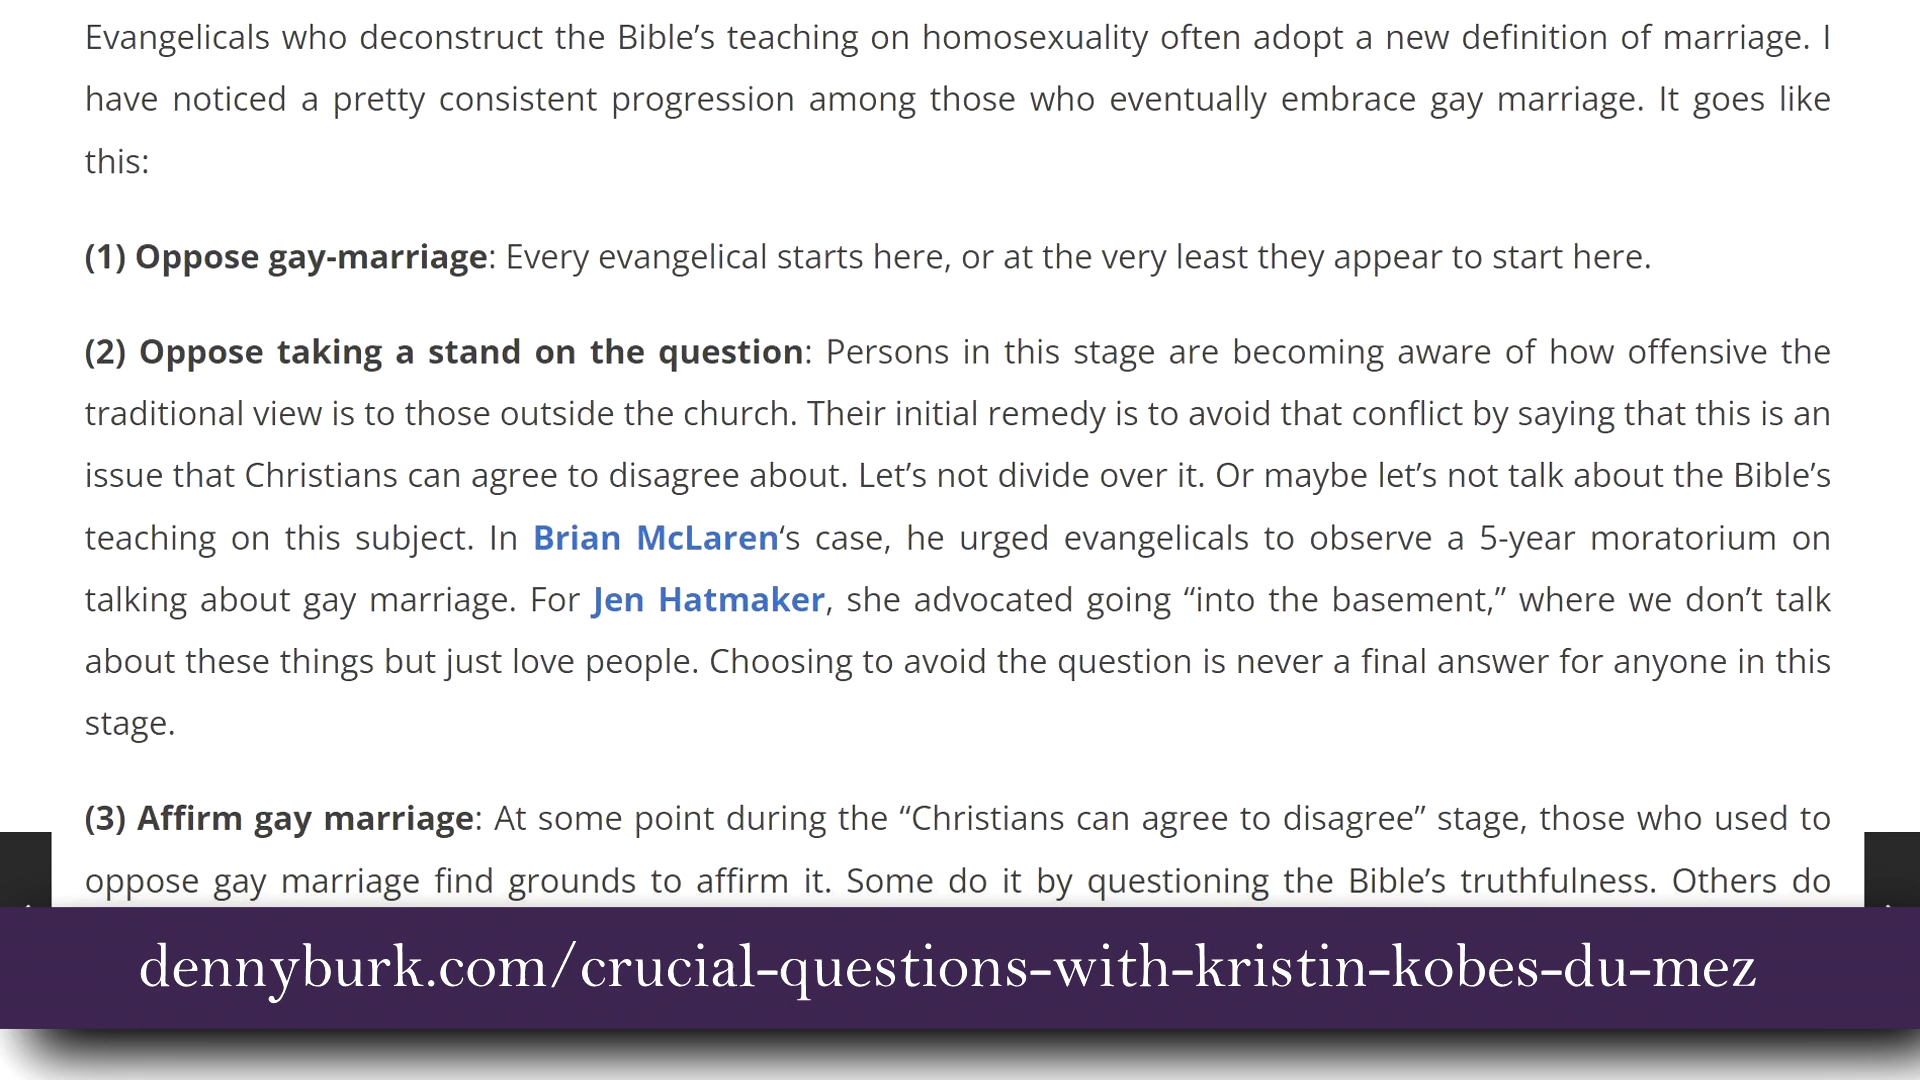 Evangelicals who deconstruct the Bible’s teaching on homosexuality often adopt a new definition of marriage. I
have noticed a pretty consistent progression among those who eventually embrace gay marriage. It goes like
this:
(1) Oppose gay-marriage: Every evangelical starts here, or at the very least they appear to start here.
(2) Oppose taking a stand on the question: Persons in this stage are becoming aware of how offensive the
traditional view is to those outside the church. Their initial remedy is to avoid that conflict by saying that this is an
issue that Christians can agree to disagree about. Let’s not divide over it. Or maybe let’s not talk about the Bible’s
teaching on this subject. In Brian McLaren‘s case, he urged evangelicals to observe a 5-year moratorium on
talking about gay marriage. For Jen Hatmaker, she advocated going “into the basement,” where we don’t talk
about these things but just love people. Choosing to avoid the question is never a final answer for anyone in this
stage.
(3) Affirm gay marriage: At some point during the “Christians can agree to disagree” stage, those who used to
oppose gay marriage find grounds to affirm it. Some do it by questioning the Bible’s truthfulness. Others do
dennyburk.com/crucial-questions-with-kristin-kobes-du-mez